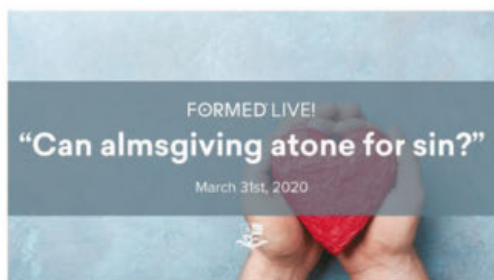 FORMED LIVE!
“Can almsgiving atone for sin?”
March 31st, 2020